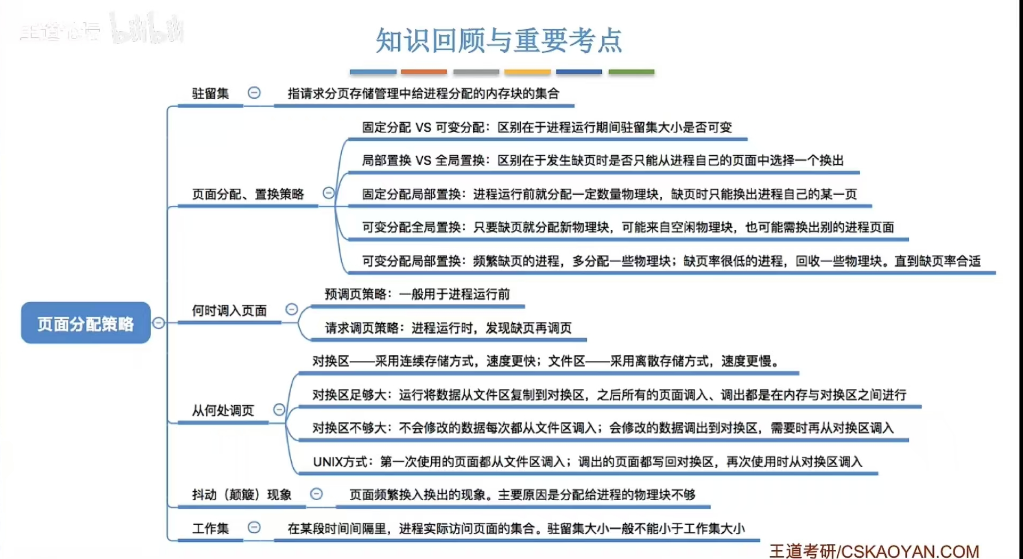 王道论坛 bilibili
知识回顾与重要考点
驻留集
指请求分页存储管理中给进程分配的内存块的集合
固定分配 VS 可变分配：区别在于进程运行期间驻留集大小是否可变
局部置换 VS 全局置换：区别在于发生缺页时是否只能从进程自己的页面中选择一个换出
页面分配、置换策略
固定分配局部置换：进程运行前就分配一定数量物理块，缺页时只能换出进程自己的某一页
可变分配全局置换：只要缺页就分配新物理块，可能来自空闲物理块，也可能需换出别的进程页面
可变分配局部置换：频繁缺页的进程，多分配一些物理块；缺页率很低的进程，回收一些物理块。直到缺页率合适
页面分配策略
何时调入页面
预调页策略：一般用于进程运行前
请求调页策略：进程运行时，发现缺页再调页
对换区——采用连续存储方式，速度更快；文件区——采用离散存储方式，速度更慢。
对换区足够大：运行将数据从文件区复制到对换区，之后所有的页面调入、调出都是在内存与对换区之间进行
从何处调页
对换区不够大：不会修改的数据每次都从文件区调入；会修改的数据调出到对换区，需要时再从对换区调入
UNIX方式：第一次使用的页面都从文件区调入；调出的页面都写回对换区，再次使用时从对换区调入
抖动（颠簸）现象
页面频繁换入换出的现象。主要原因是分配给进程的物理块不够
工作集
在某段时间间隔里，进程实际访问页面的集合。驻留集大小一般不能小于工作集大小
王道考研/CSKAOYAN.COM